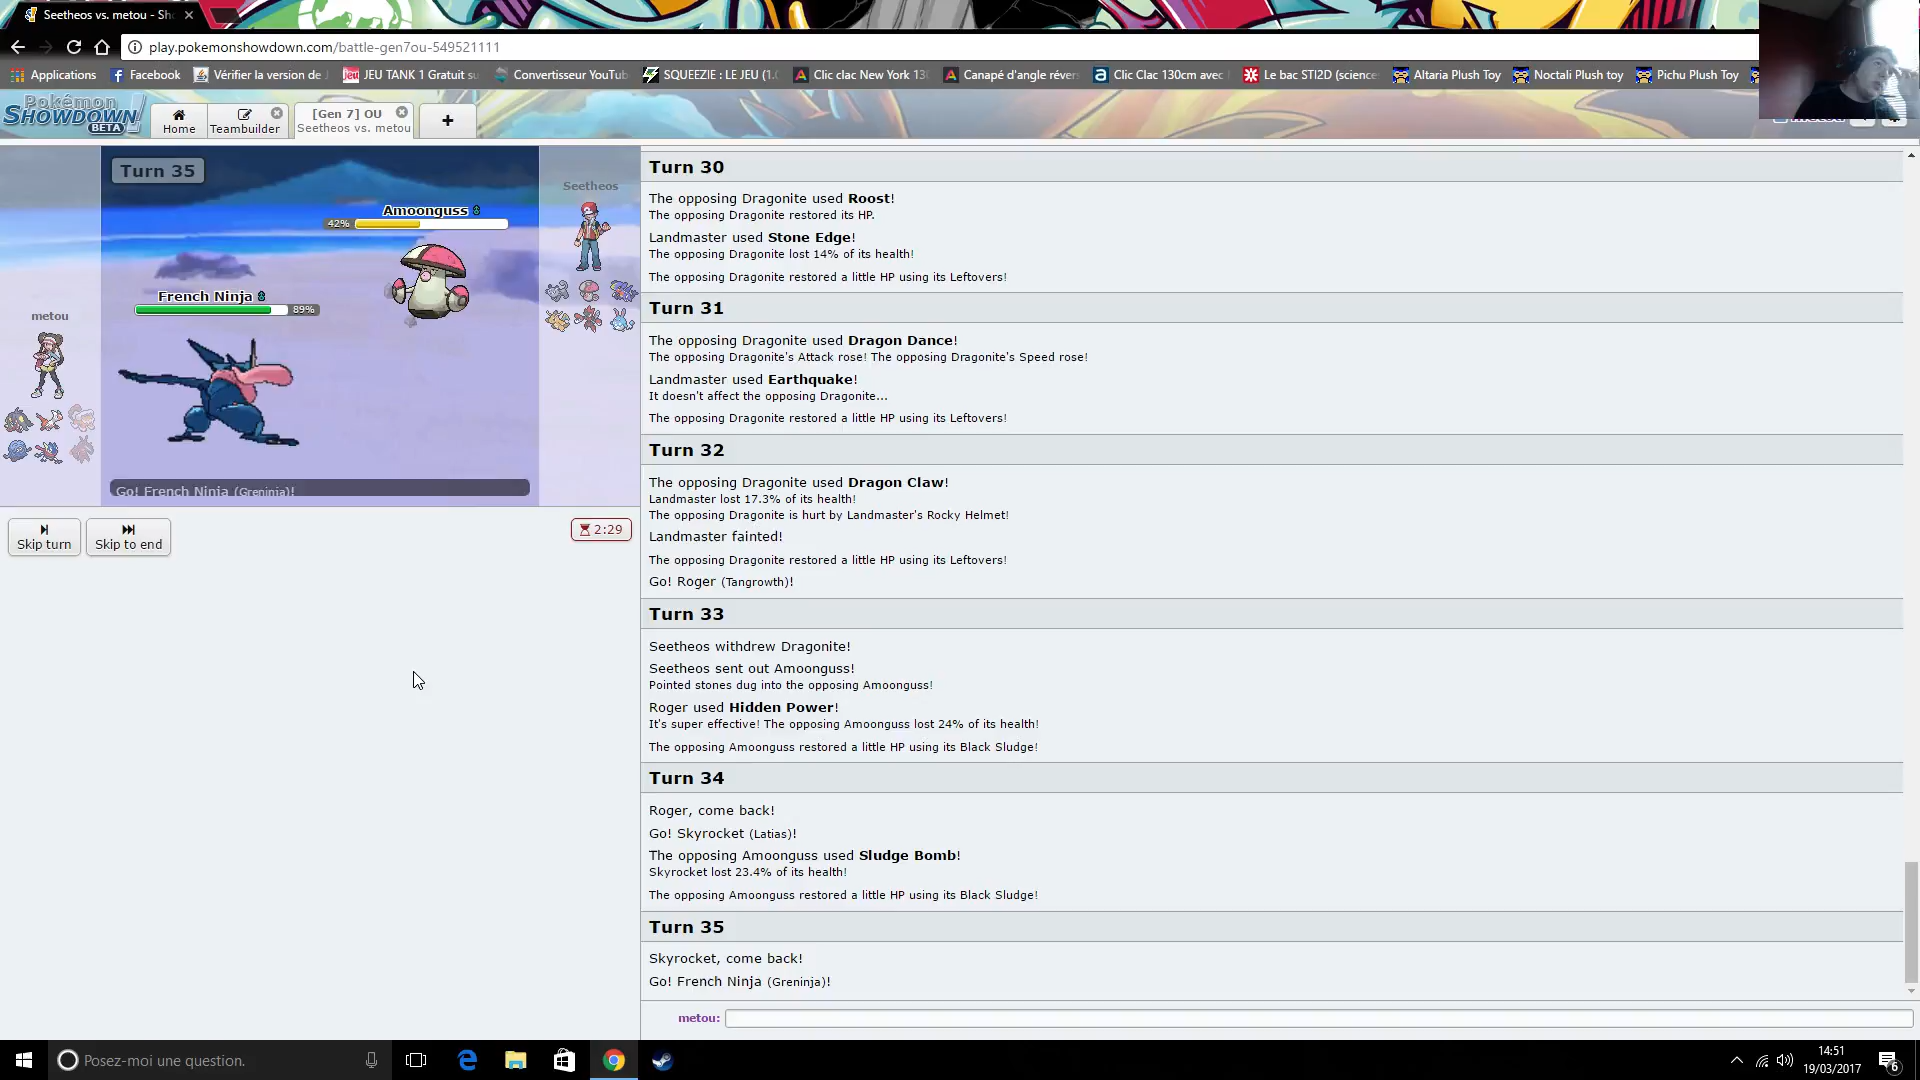 Seetheos vs. metou - Sho
play.pokemonshowdown.com/battle-gen7ou-549521111
Applications
Facebook
Vérifier la version de J
JEU TANK 1 Gratuit su
Convertisseur YouTub
SQUEEZIE : LE JEU (1.0
Clic clac New York 13
Canapé d'angle révers
Clic Clac 130cm avec
Le bac STI2D (science
Altaria Plush Toy
Noctali Plush toy
Pichu Plush Toy
Pokémon
SHOWDOWN!
BETA
Home
Teambuilder
[Gen 7] OU
Seetheos vs. metou
+
metou
Turn 35
Amoonguss
42%
French Ninja
89%
Go! French Ninja (Greninja)!
Seetheos
metou
Skip turn
Skip to end
2:29
Turn 30
The opposing Dragonite used Roost!
The opposing Dragonite restored its HP.
Landmaster used Stone Edge!
The opposing Dragonite lost 14% of its health!
The opposing Dragonite restored a little HP using its Leftovers!
Turn 31
The opposing Dragonite used Dragon Dance!
The opposing Dragonite's Attack rose! The opposing Dragonite's Speed rose!
Landmaster used Earthquake!
It doesn't affect the opposing Dragonite...
The opposing Dragonite restored a little HP using its Leftovers!
Turn 32
The opposing Dragonite used Dragon Claw!
Landmaster lost 17.3% of its health!
The opposing Dragonite is hurt by Landmaster's Rocky Helmet!
Landmaster fainted!
The opposing Dragonite restored a little HP using its Leftovers!
Go! Roger (Tangrowth)!
Turn 33
Seetheos withdrew Dragonite!
Seetheos sent out Amoonguss!
Pointed stones dug into the opposing Amoonguss!
Roger used Hidden Power!
It's super effective! The opposing Amoonguss lost 24% of its health!
The opposing Amoonguss restored a little HP using its Black Sludge!
Turn 34
Roger, come back!
Go! Skyrocket (Latias)!
The opposing Amoonguss used Sludge Bomb!
Skyrocket lost 23.4% of its health!
The opposing Amoonguss restored a little HP using its Black Sludge!
Turn 35
Skyrocket, come back!
Go! French Ninja (Greninja)!
metou:
Posez-moi une question.
14:51
19/03/2017
6